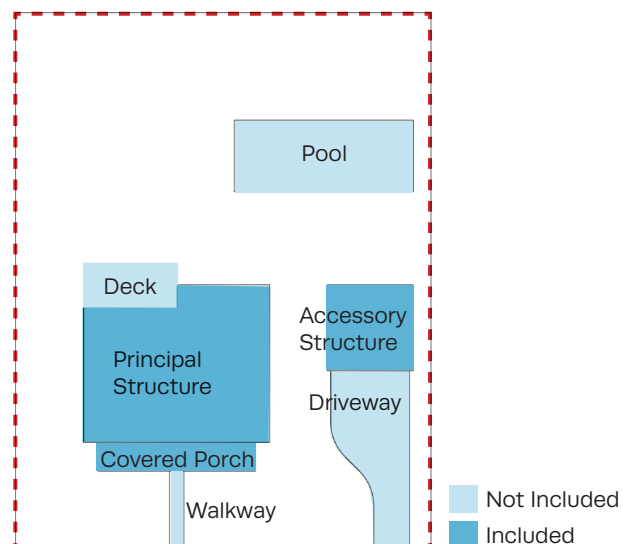 Pool
Deck
Accessory
Structure
Principal
Structure
Driveway
Covered Porch
Walkway
Not Included
Included